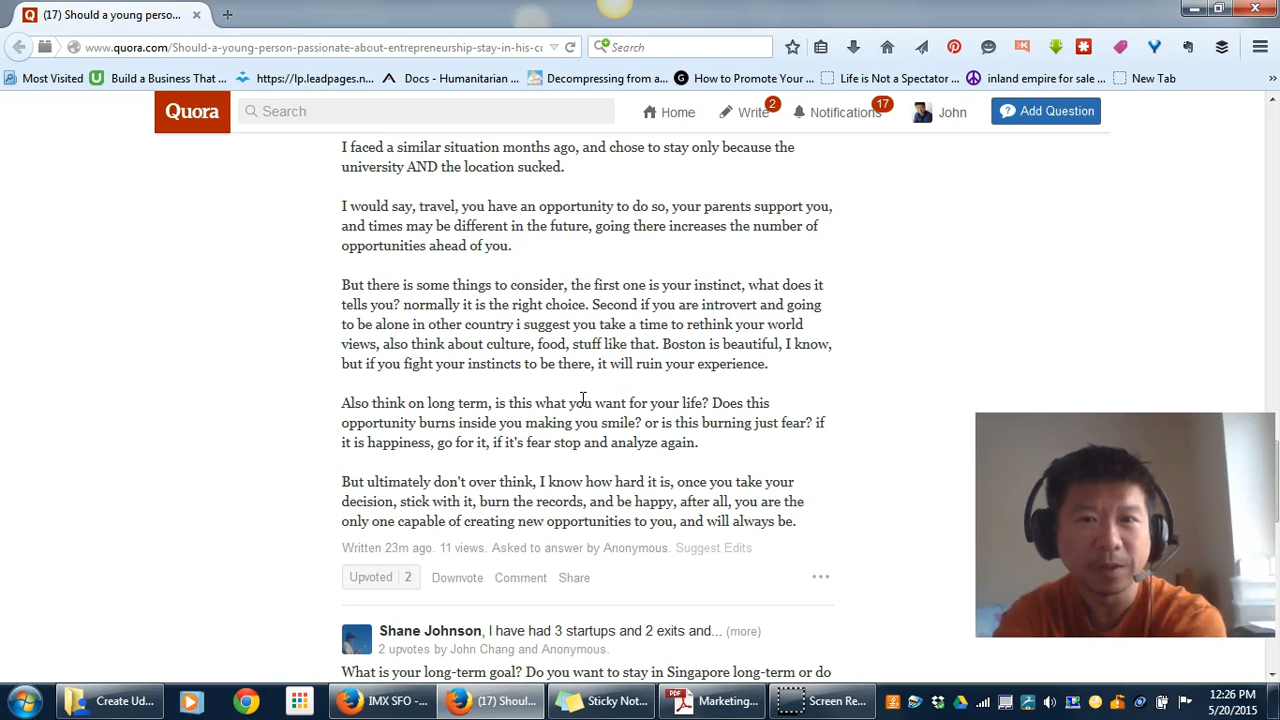 (17) Should a young perso...
www.quora.com/Should-a-young-person-passionate-about-entrepreneurship-stay-in-his-cc
Search
Most Visited
Build a Business That ...
https://lp.leadpages.n...
Docs - Humanitarian ...
Decompressing from a...
How to Promote Your ...
Life is Not a Spectator ...
inland empire for sale ...
New Tab
Quora
Search
Home
Write 2
Notifications 17
John
Add Question
I faced a similar situation months ago, and chose to stay only because the
university AND the location sucked.
I would say, travel, you have an opportunity to do so, your parents support you,
and times may be different in the future, going there increases the number of
opportunities ahead of you.
But there is some things to consider, the first one is your instinct, what does it
tells you? normally it is the right choice. Second if you are introvert and going
to be alone in other country i suggest you take a time to rethink your world
views, also think about culture, food, stuff like that. Boston is beautiful, I know,
but if you fight your instincts to be there, it will ruin your experience.
Also think on long term, is this what you want for your life? Does this
opportunity burns inside you making you smile? or is this burning just fear? if
it is happiness, go for it, if it's fear stop and analyze again.
But ultimately don't over think, I know how hard it is, once you take your
decision, stick with it, burn the records, and be happy, after all, you are the
only one capable of creating new opportunities to you, and will always be.
Written 23m ago. 11 views. Asked to answer by Anonymous. Suggest Edits
Upvoted 2 Downvote Comment Share
Shane Johnson, I have had 3 startups and 2 exits and... (more)
2 upvotes by John Chang and Anonymous.
What is your long-term goal? Do you want to stay in Singapore long-term or do
Create Ud...
IMX SFO -...
(17) Shoul...
Sticky Not...
PDF
Marketing...
Screen Re...
12:26 PM
5/20/2015